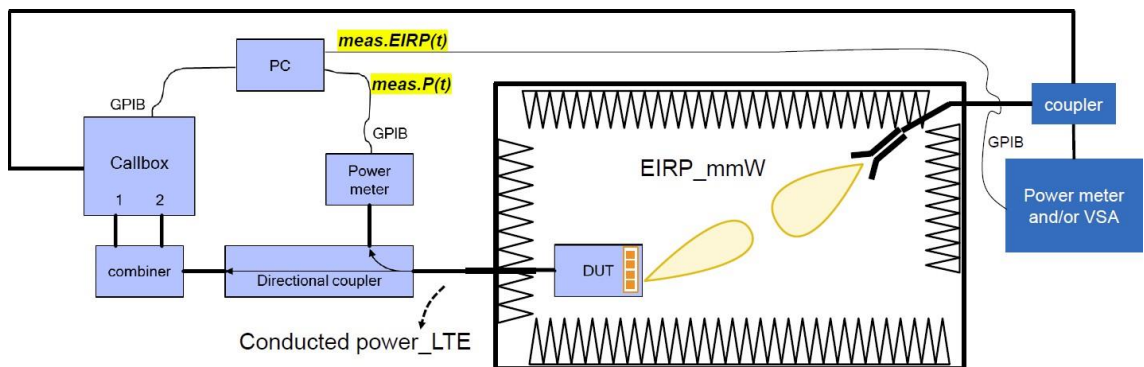 meas.EIRP(t)
PC
meas.P(t)
GPIB
GPIB
coupler
GPIB
Callbox
1 2
Power
meter
EIRP_mmW
Power meter
and/or VSA
combiner
Directional coupler
DUT
Conducted power_LTE